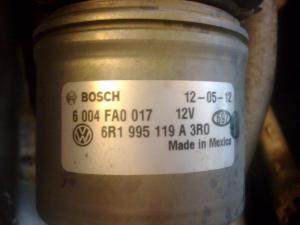 BOSCH 12-05-12
6 004 FA0 017 12V
6R1 995 119 A 3R0
Made in Mexico